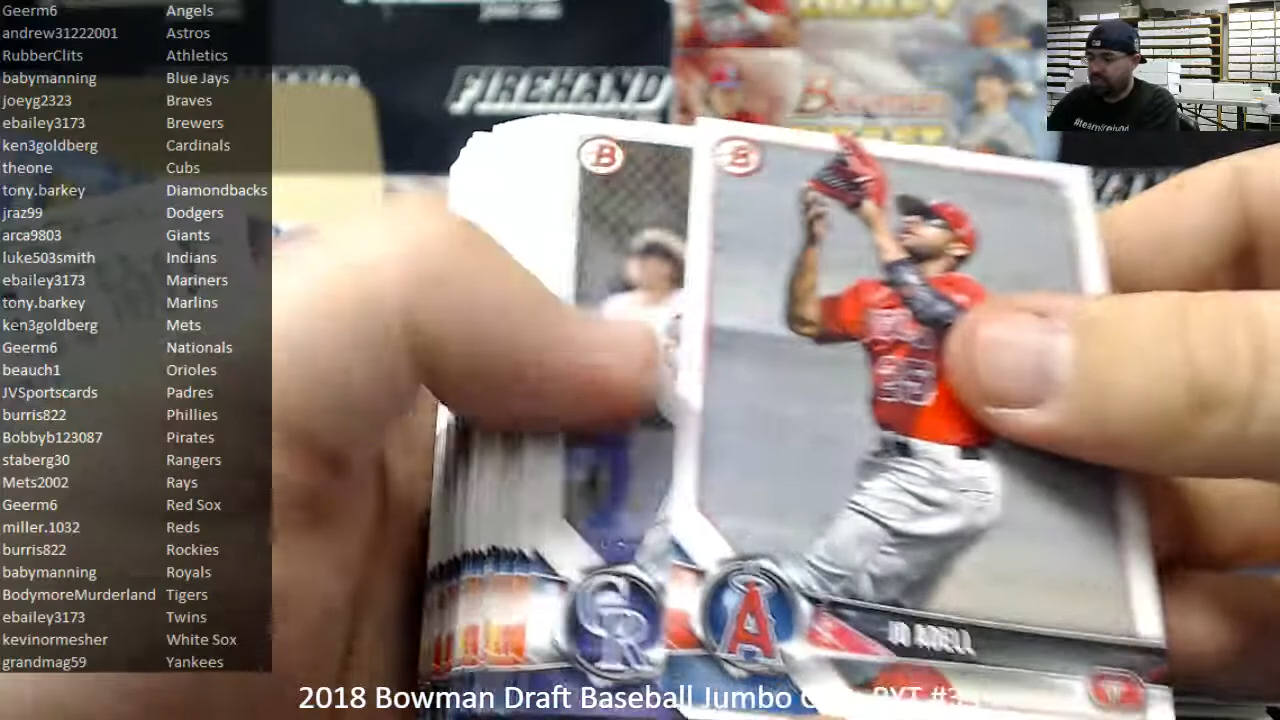 Geerm6 Angels
andrew31222001 Astros
RubberClits Athletics
babymanning Blue Jays
joeyg2323 Braves
ebailey3173 Brewers
ken3goldberg Cardinals
theone Cubs
tony.barkey Diamondbacks
jraz99 Dodgers
arca9803 Giants
luke503smith Indians
ebailey3173 Mariners
tony.barkey Marlins
ken3goldberg Mets
Geerm6 Nationals
beauch1 Orioles
JVSportscards Padres
burris822 Phillies
Bobbyb123087 Pirates
staberg30 Rangers
Mets2002 Rays
Geerm6 Red Sox
miller.1032 Reds
burris822 Rockies
babymanning Royals
BodymoreMurderland Tigers
ebailey3173 Twins
kevinormesher White Sox
grandmag59 Yankees
FIREHAND
B
B
CR
A
JO ADELL
2018 Bowman Draft Baseball Jumbo